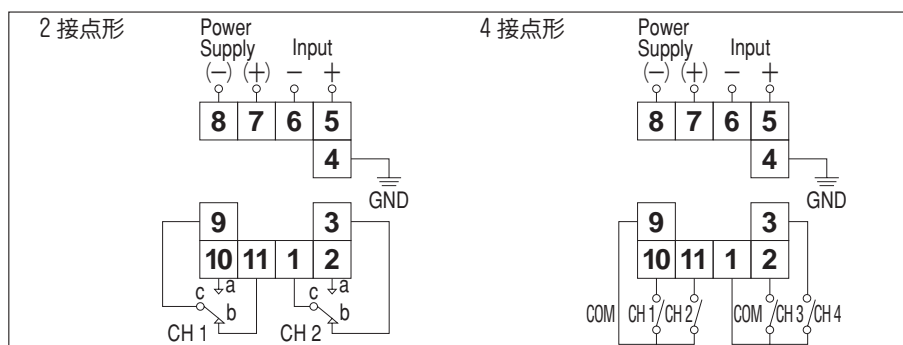 2 接点形
Power
Supply Input
(−) (+) − +
8 7 6 5
4
GND
9 3
10 11 1 2
a a
c c
b b
CH 1 CH 2
4 接点形
Power
Supply Input
(−) (+) − +
8 7 6 5
4
GND
9 3
10 11 1 2
COM CH 1 CH 2 COM CH 3 CH 4